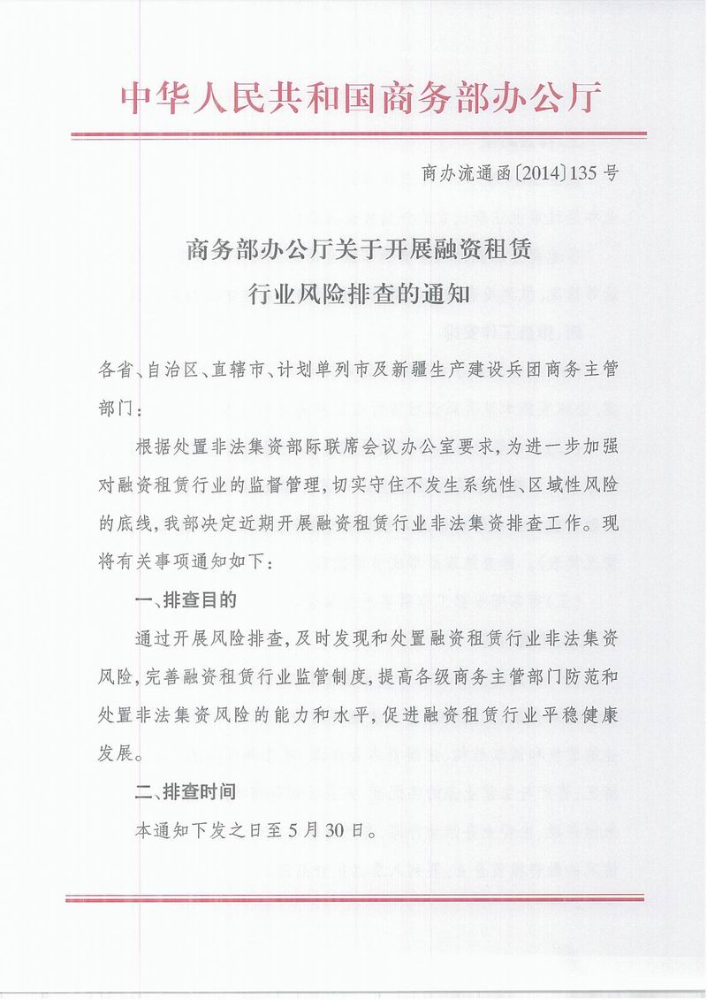 中华人民共和国商务部办公厅
商办流通函〔2014〕135号
商务部办公厅关于开展融资租赁
行业风险排查的通知
各省、自治区、直辖市、计划单列市及新疆生产建设兵团商务主管
部门：
根据处置非法集资部际联席会议办公室要求，为进一步加强
对融资租赁行业的监督管理，切实守住不发生系统性、区域性风险
的底线，我部决定近期开展融资租赁行业非法集资排查工作。现
将有关事项通知如下：
一、排查目的
通过开展风险排查，及时发现和处置融资租赁行业非法集资
风险，完善融资租赁行业监管制度，提高各级商务主管部门防范和
处置非法集资风险的能力和水平，促进融资租赁行业平稳健康
发展。
二、排查时间
本通知下发之日至5月30日。